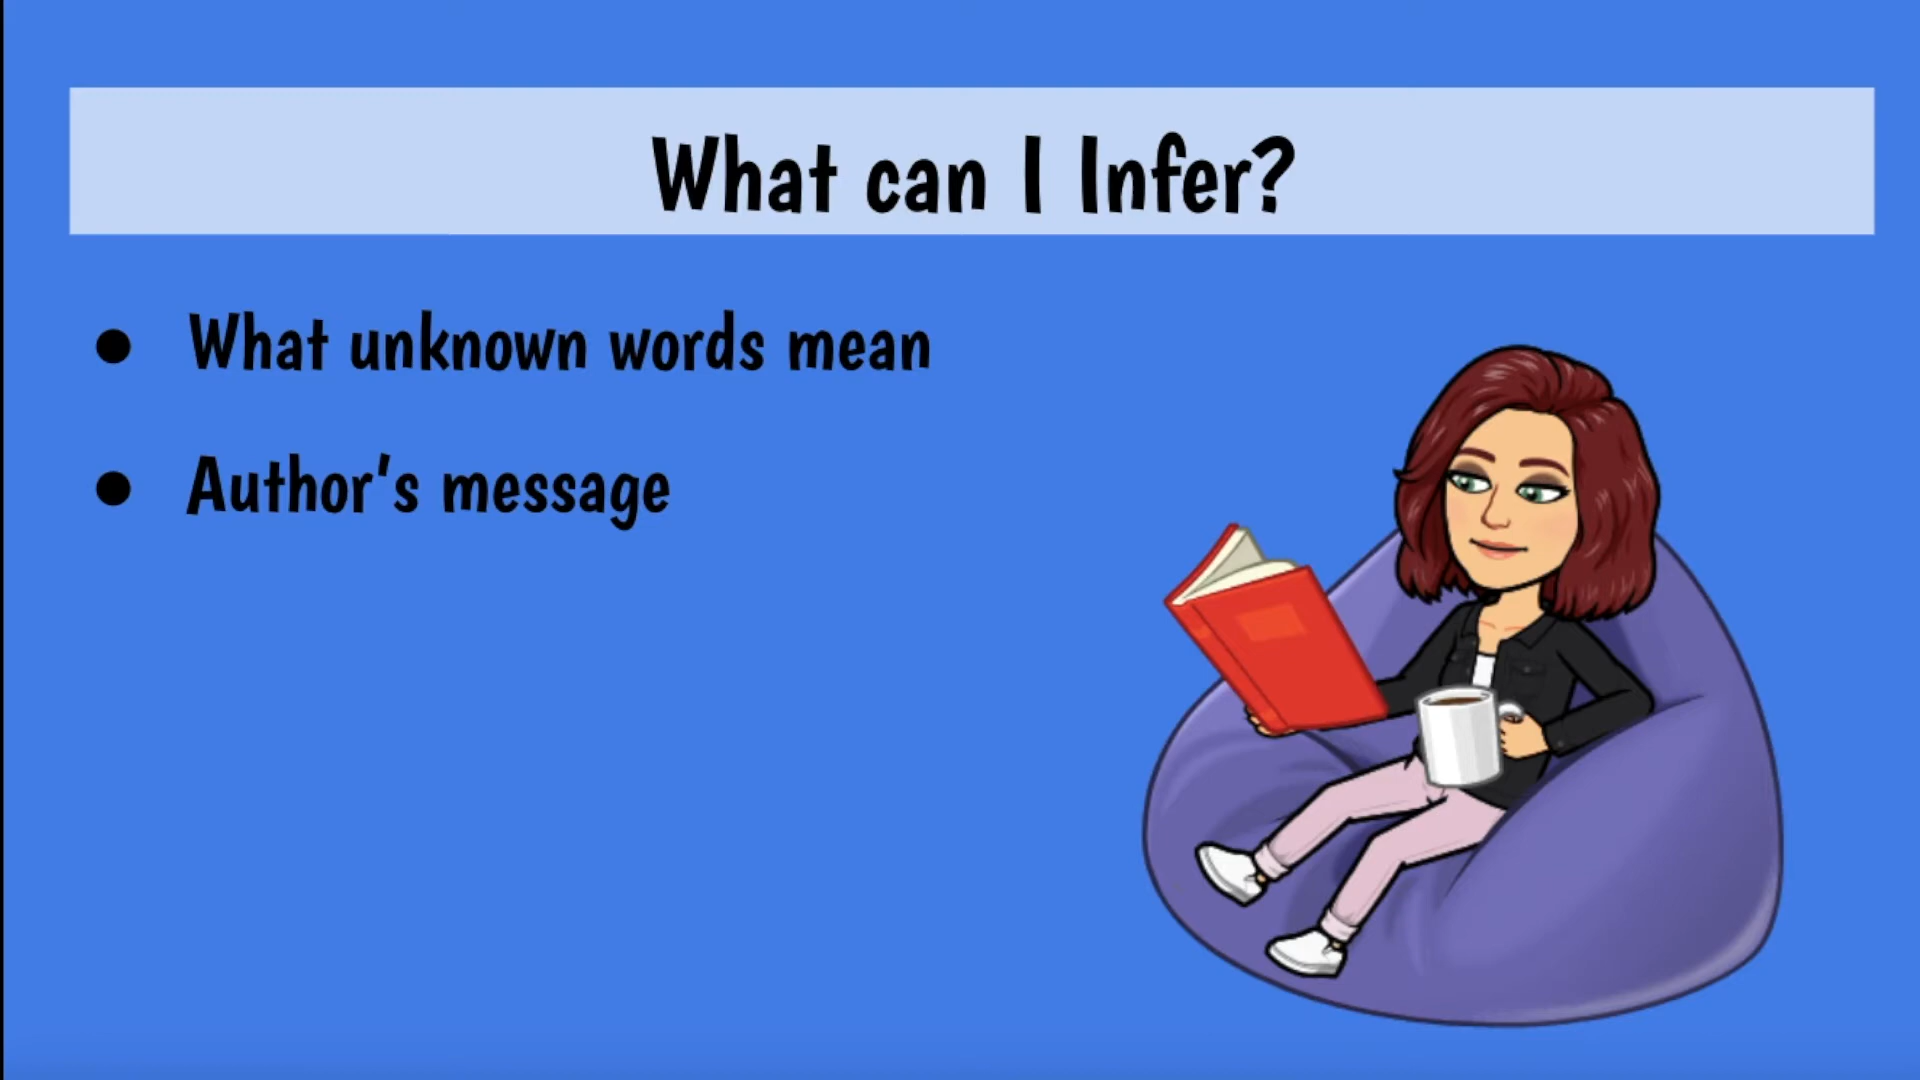 What can I Infer?
● What unknown words mean
● Author's message